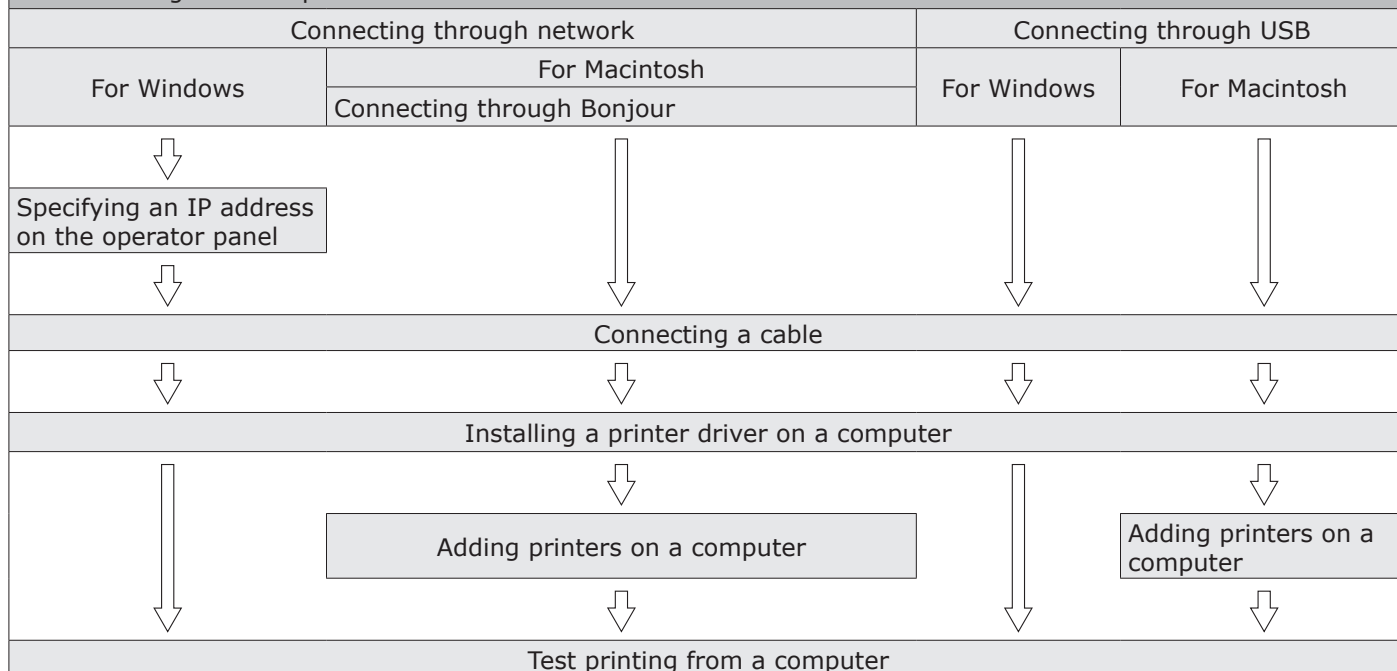 Connecting through network
Connecting through USB
For Windows
For Macintosh
Connecting through Bonjour
For Windows
For Macintosh
Specifying an IP address
on the operator panel
Connecting a cable
Installing a printer driver on a computer
Adding printers on a computer
Adding printers on a
computer
Test printing from a computer